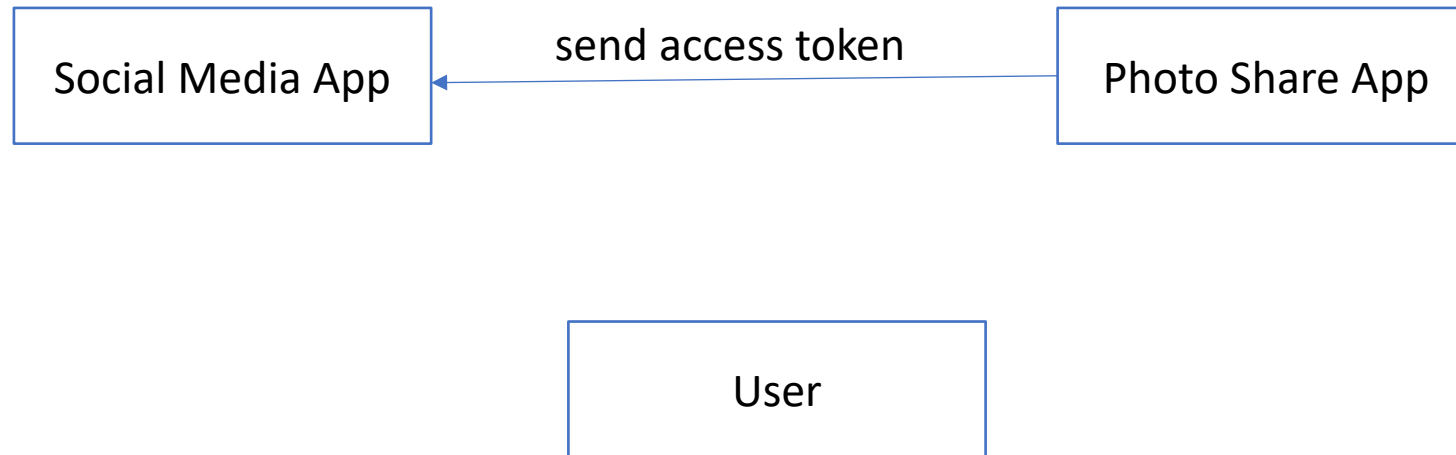 send access token
Social Media App
Photo Share App
User